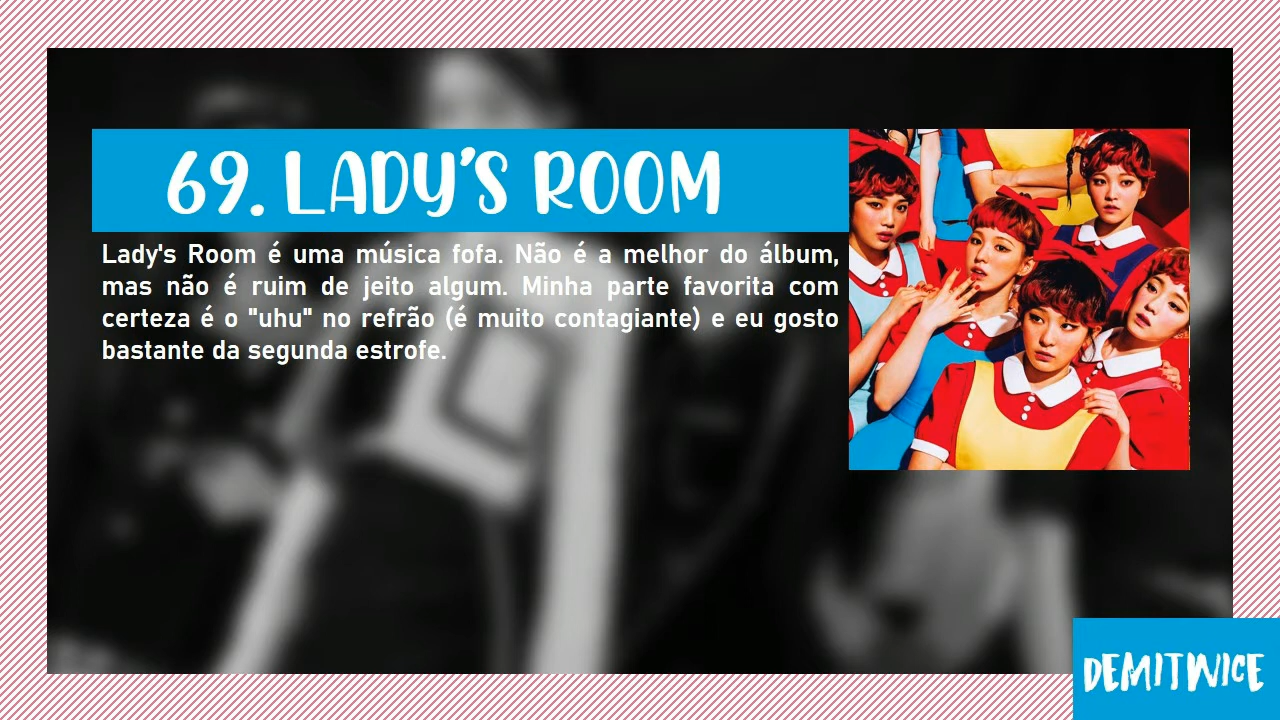 69. LADY'S ROOM
Lady's Room é uma música fofa. Não é a melhor do álbum,
mas não é ruim de jeito algum. Minha parte favorita com
certeza é o "uhu" no refrão (é muito contagiante) e eu gosto
bastante da segunda estrofe.
DEMITWICE